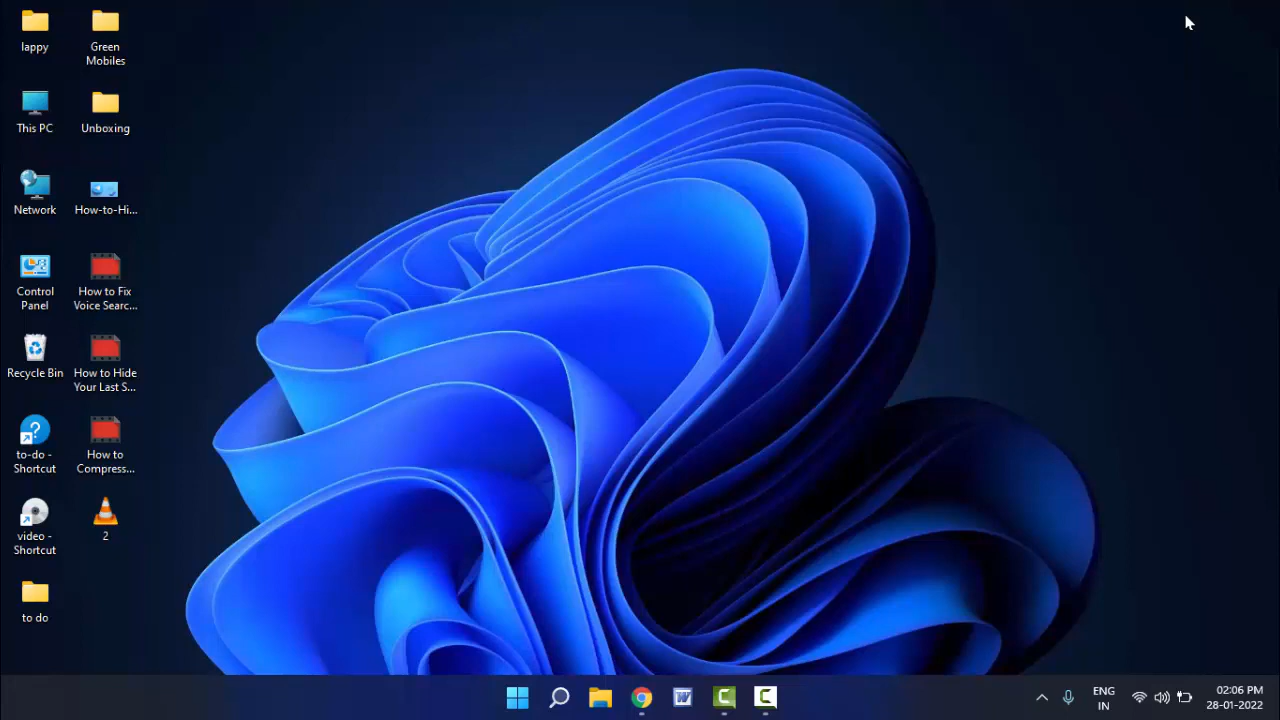 lappy
Green
Mobiles
This PC
Unboxing
Network
How-to-Hi...
Control
Panel
How to Fix
Voice Searc...
Recycle Bin
How to Hide
Your Last S...
to-do -
Shortcut
How to
Compress...
video -
Shortcut
2
to do
ENG
IN
02:06 PM
28-01-2022